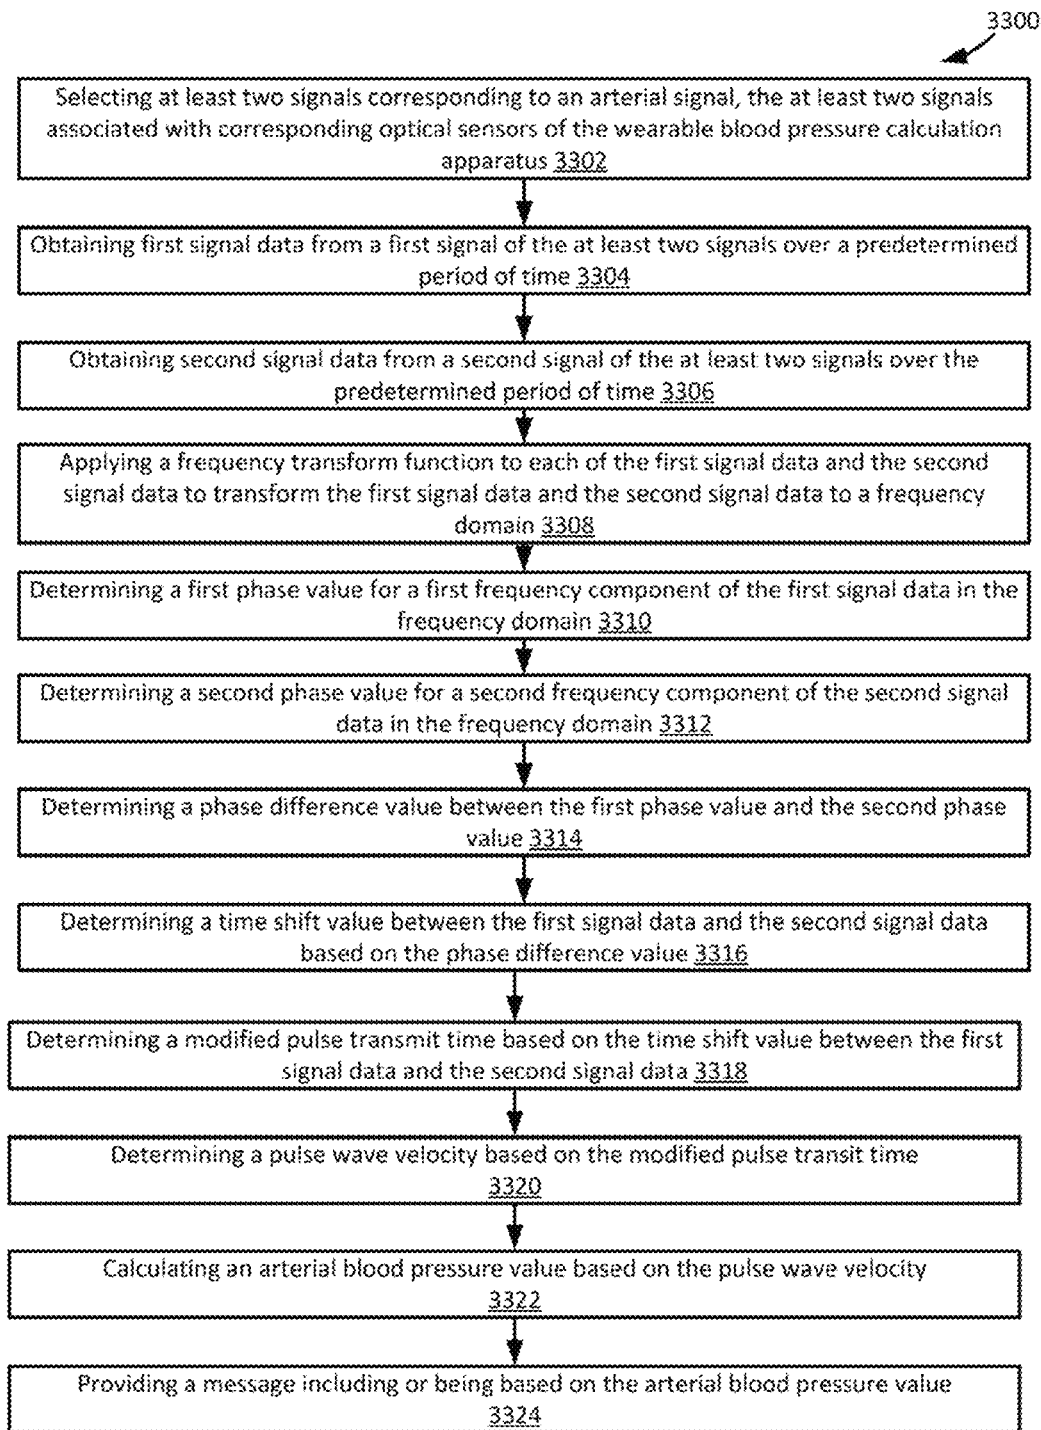 3300
Selecting at least two signals corresponding to an arterial signal, the at least two signals
associated with corresponding optical sensors of the wearable blood pressure calculation
apparatus 3302
Obtaining first signal data from a first signal of the at least two signals over a predetermined
period of time 3304
Obtaining second signal data from a second signal of the at least two signals over the
predetermined period of time 3306
Applying a frequency transform function to each of the first signal data and the second
signal data to transform the first signal data and the second signal data to a frequency
domain 3308
Determining a first phase value for a first frequency component of the first signal data in the
frequency domain 3310
Determining a second phase value for a second frequency component of the second signal
data in the frequency domain 3312
Determining a phase difference value between the first phase value and the second phase
value 3314
Determining a time shift value between the first signal data and the second signal data
based on the phase difference value 3316
Determining a modified pulse transmit time based on the time shift value between the first
signal data and the second signal data 3318
Determining a pulse wave velocity based on the modified pulse transit time
3320
Calculating an arterial blood pressure value based on the pulse wave velocity
3322
Providing a message including or being based on the arterial blood pressure value
3324